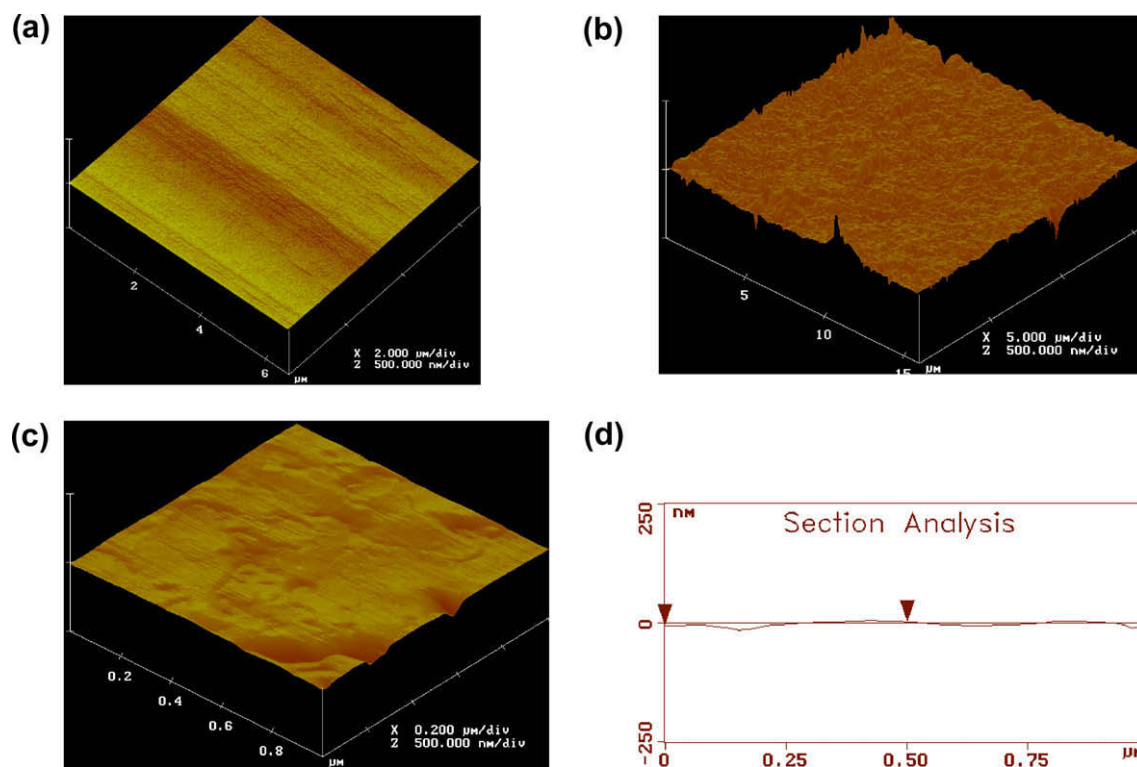 (a)
2
4
6
µm
X 2.000 µm/div
Z 500.000 nm/div
(b)
5
10
15
µm
X 5.000 µm/div
Z 500.000 nm/div
(c)
0.2
0.4
0.6
0.8
µm
X 0.200 µm/div
Z 500.000 nm/div
(d)
Section Analysis
nM
250
0
-250
0
0.25
0.50
0.75